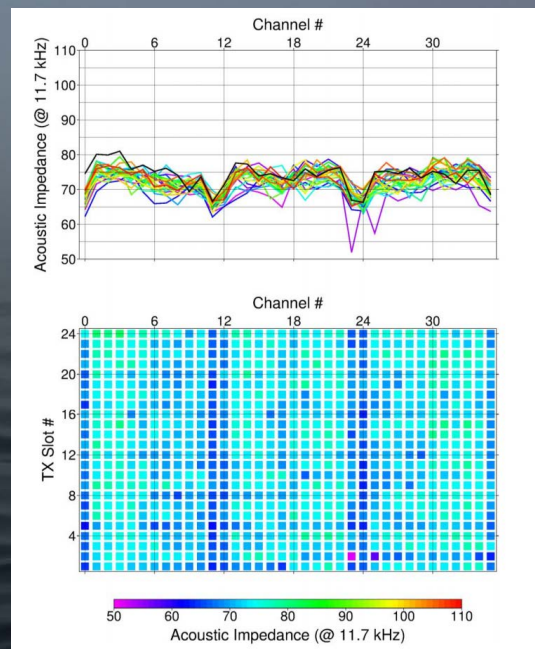 Channel #
0 6 12 18 24 30
110
100
90
80
70
60
50
Acoustic Impedance (@ 11.7 kHz)
Channel #
0 6 12 18 24 30
24
20
16
12
8
4
TX Slot #
50 60 70 80 90 100 110
Acoustic Impedance (@ 11.7 kHz)